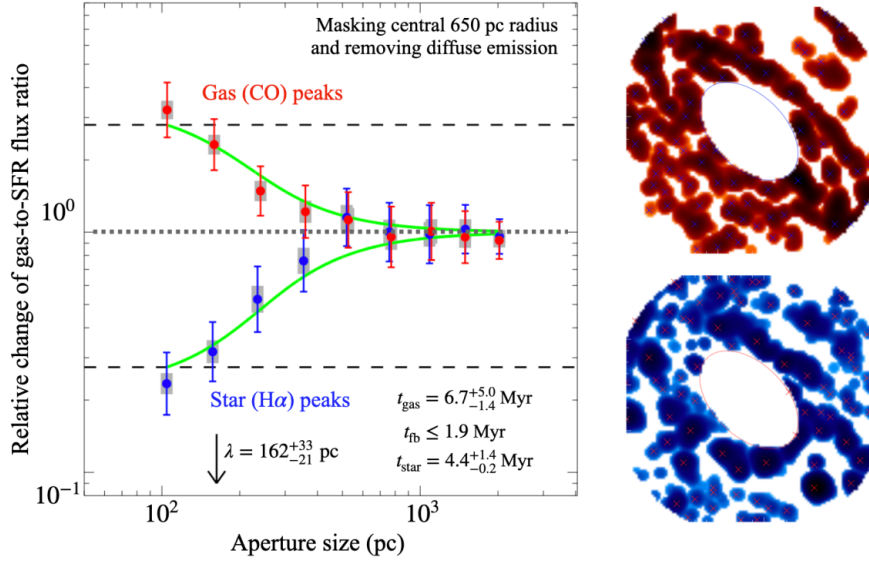 Masking central 650 pc radius
and removing diffuse emission
Gas (CO) peaks
Relative change of gas-to-SFR flux ratio
10⁰
10⁻¹
Star (Hα) peaks
t_gas = 6.7^{+5.0}_{-1.4} Myr
t_fb ≤ 1.9 Myr
t_star = 4.4^{+1.4}_{-0.2} Myr
λ = 162^{+33}_{-21} pc
10² 10³
Aperture size (pc)